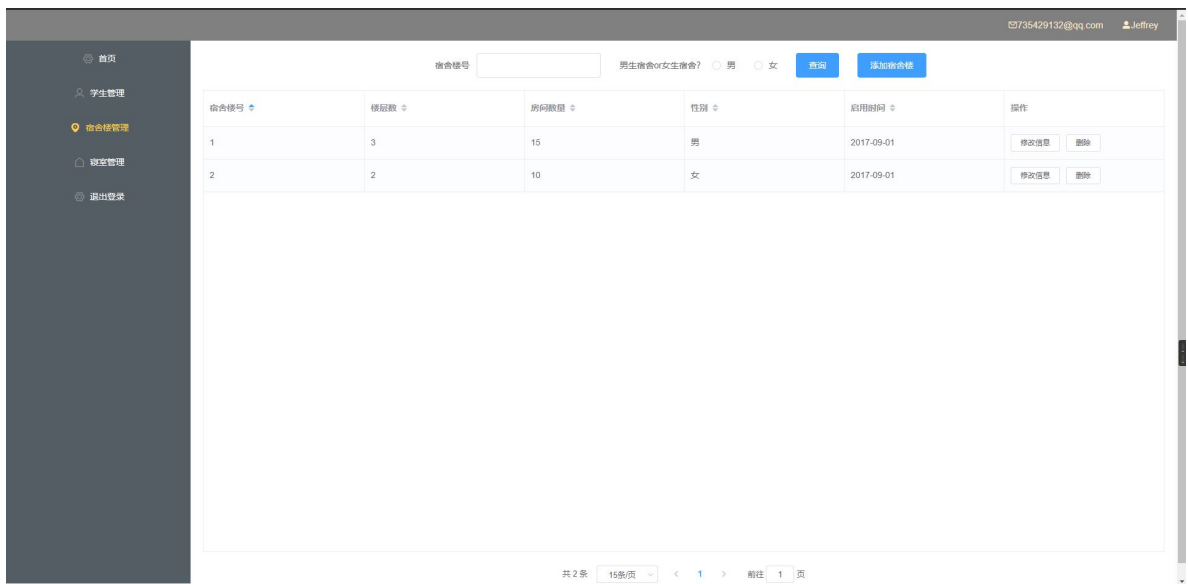 735429132@qq.com Jeffrey
首页
学生管理
宿舍楼管理
寝室管理
退出登录
宿舍楼号 男生宿舍or女生宿舍? 男 女 查询 添加宿舍楼
宿舍楼号 楼层数 房间数量 性别 启用时间 操作
1 3 15 男 2017-09-01 修改信息 删除
2 2 10 女 2017-09-01 修改信息 删除
共 2 条 15条/页 1 前往 1 页